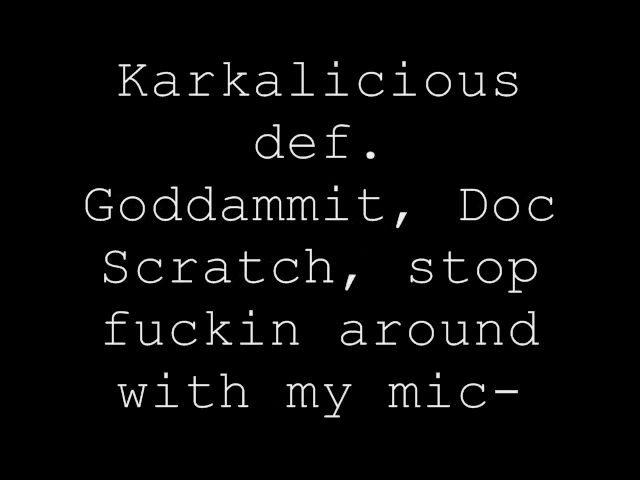 Karkalicious
def.
Goddammit, Doc
Scratch, stop
fuckin around
with my mic-